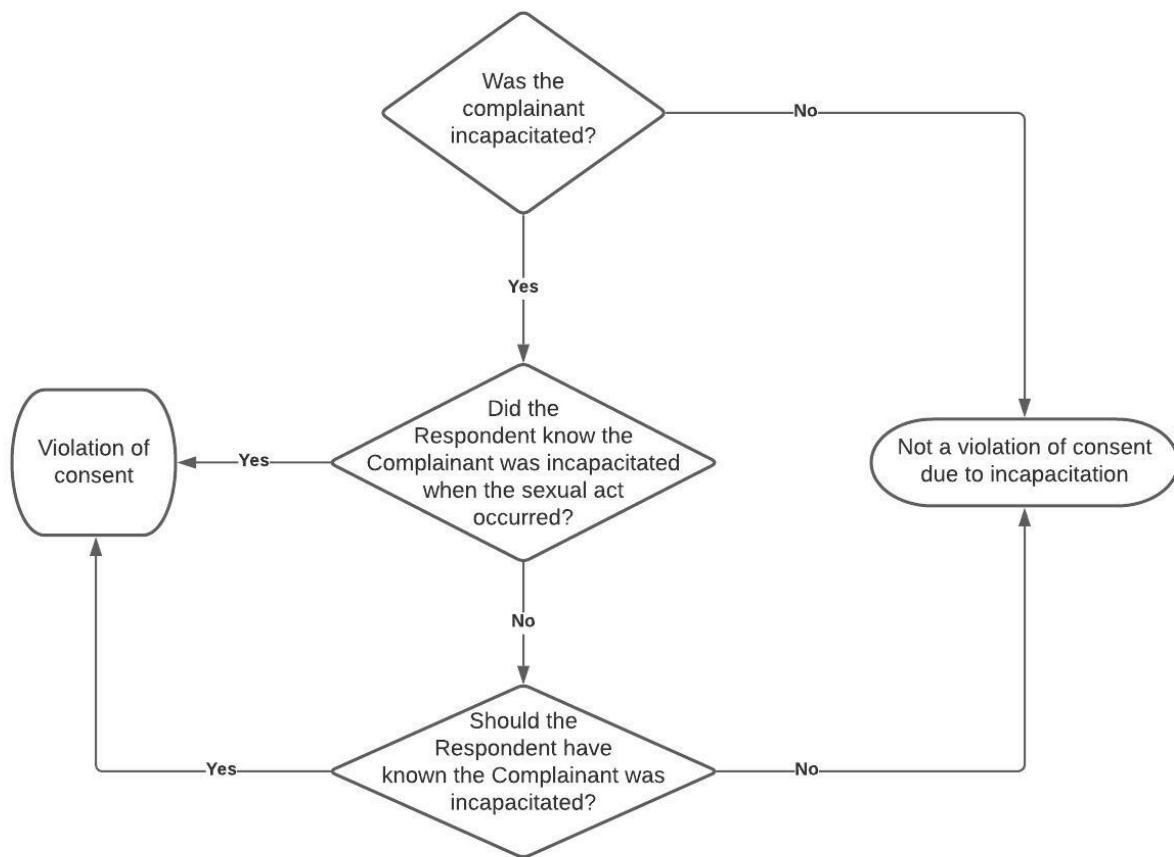 Was the
complainant
incapacitated?
No
Yes
Did the
Respondent know the
Complainant was incapacitated
when the sexual act
occurred?
Yes
Violation of
consent
Not a violation of consent
due to incapacitation
No
Should the
Respondent have
known the Complainant was
incapacitated?
Yes
No